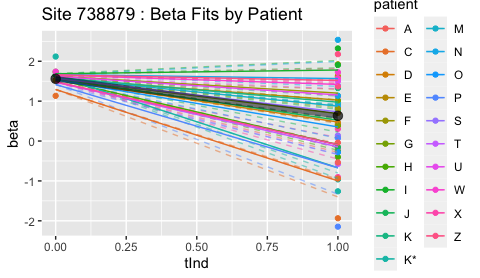 Site 738879 : Beta Fits by Patient
patient
A
C
D
E
F
G
H
I
J
K
K*
M
N
O
P
S
T
U
W
X
Z
beta
2
1
0
-1
-2
0.00
0.25
0.50
0.75
1.00
tInd